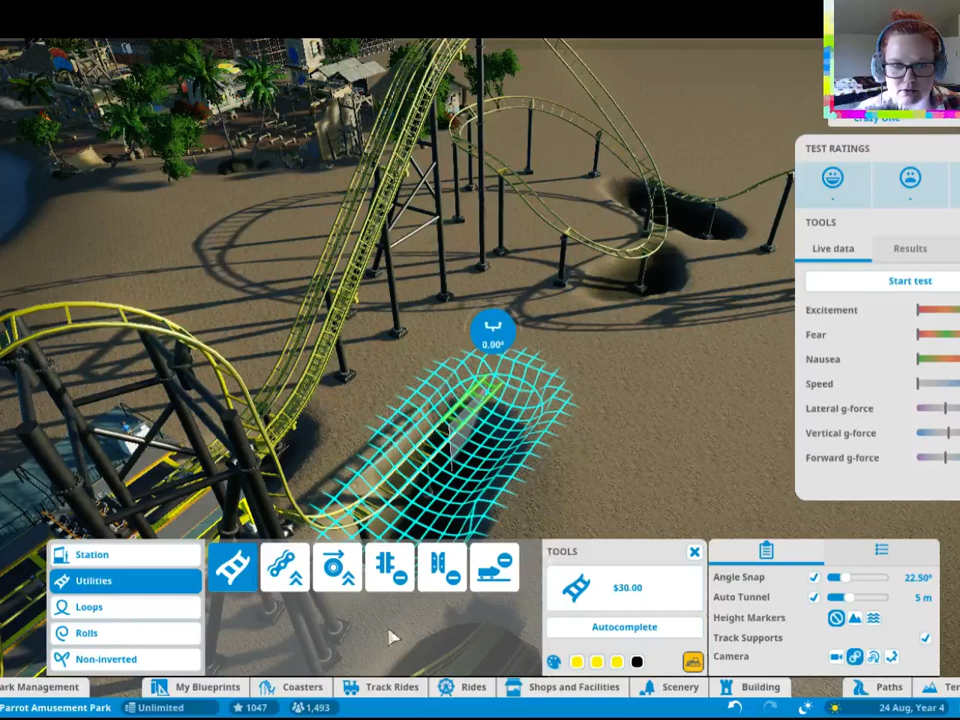 Crazy One
TEST RATINGS
TOOLS
Live data Results
Start test
Excitement
Fear
Nausea
Speed
Lateral g-force
Vertical g-force
Forward g-force
0.00°
Station
Utilities
Loops
Rolls
Non-inverted
TOOLS
$30.00
Autocomplete
Angle Snap 22.50°
Auto Tunnel 5 m
Height Markers
Track Supports
Camera
ark Management My Blueprints Coasters Track Rides Rides Shops and Facilities Scenery Building Paths Ter
Parrot Amusement Park Unlimited 1047 1,493 24 Aug, Year 4